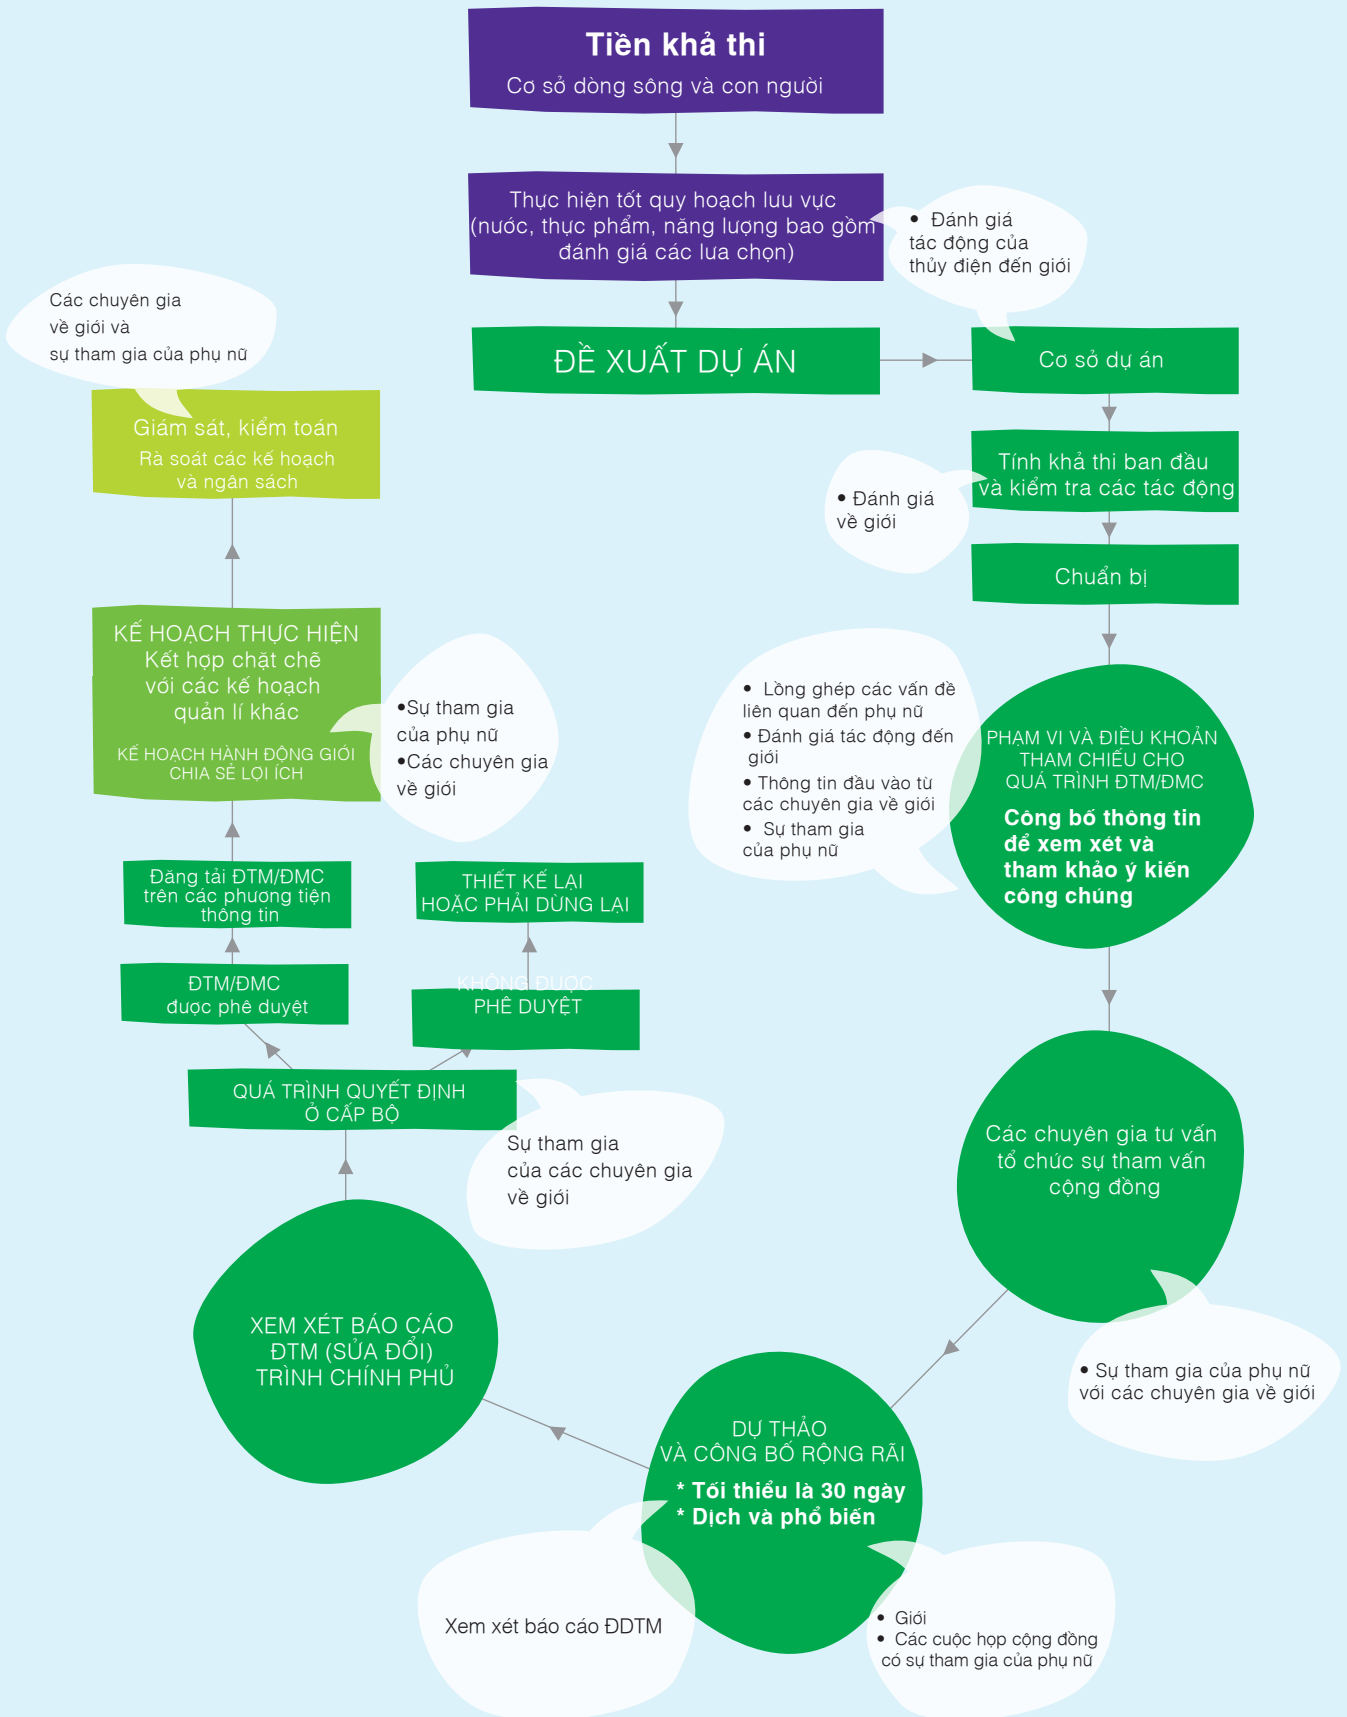 Tiền khả thi
Cơ sở dòng sông và con người
Thực hiện tốt quy hoạch lưu vực
(nước, thực phẩm, năng lượng bao gồm
đánh giá các lưa chọn)
• Đánh giá
tác động của
thủy điện đến giới
ĐỀ XUẤT DỰ ÁN
Cơ sở dự án
Tính khả thi ban đầu
và kiểm tra các tác động
• Đánh giá
về giới
Chuẩn bị
• Lồng ghép các vấn đề
liên quan đến phụ nữ
• Đánh giá tác động đến
giới
• Thông tin đầu vào từ
các chuyên gia về giới
• Sự tham gia
của phụ nữ
PHẠM VI VÀ ĐIỀU KHOẢN
THAM CHIẾU CHO
QUÁ TRÌNH ĐTM/ĐMC
Công bố thông tin
để xem xét và
tham khảo ý kiến
công chúng
Các chuyên gia tư vấn
tổ chức sự tham vấn
cộng đồng
• Sự tham gia của phụ nữ
với các chuyên gia về giới
DỰ THẢO
VÀ CÔNG BỐ RỘNG RÃI
* Tối thiểu là 30 ngày
* Dịch và phổ biến
• Giới
• Các cuộc họp cộng đồng
có sự tham gia của phụ nữ
Xem xét báo cáo ĐDTM
XEM XÉT BÁO CÁO
ĐTM (SỬA ĐỔI)
TRÌNH CHÍNH PHỦ
QUÁ TRÌNH QUYẾT ĐỊNH
Ở CẤP BỘ
Sự tham gia
của các chuyên gia
về giới
KHÔNG ĐƯỢC
PHÊ DUYỆT
THIẾT KẾ LẠI
HOẶC PHẢI DỪNG LẠI
ĐTM/ĐMC
được phê duyệt
Đăng tải ĐTM/ĐMC
trên các phương tiện
thông tin
KẾ HOẠCH THỰC HIỆN
Kết hợp chặt chẽ
với các kế hoạch
quản lí khác
KẾ HOẠCH HÀNH ĐỘNG GIỚI
CHIA SẺ LỢI ÍCH
•Sự tham gia
của phụ nữ
•Các chuyên gia
về giới
Giám sát, kiểm toán
Rà soát các kế hoạch
và ngân sách
Các chuyên gia
về giới và
sự tham gia của phụ nữ